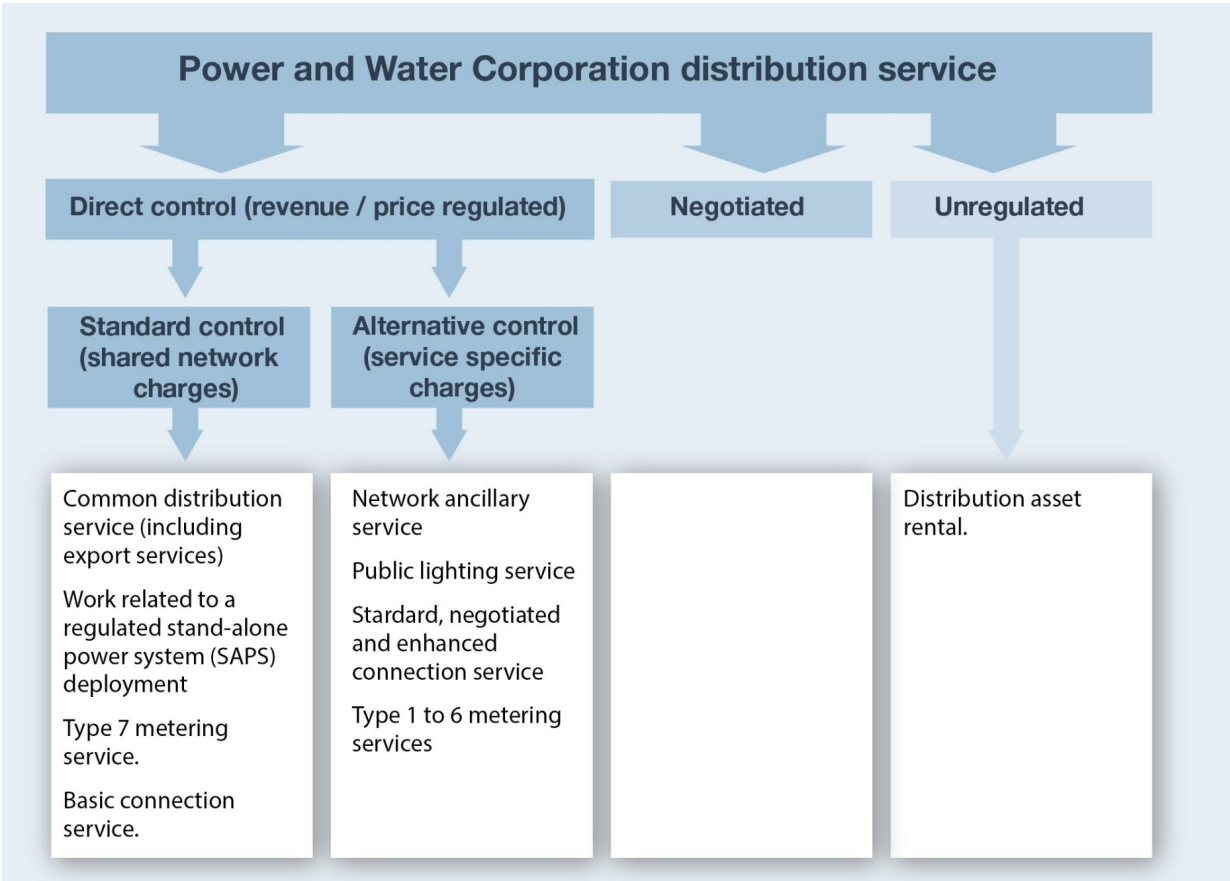 Power and Water Corporation distribution service
Direct control (revenue / price regulated)
Negotiated
Unregulated
Standard control
(shared network
charges)
Alternative control
(service specific
charges)
Common distribution
service (including
export services)
Work related to a
regulated stand-alone
power system (SAPS)
deployment
Type 7 metering
service.
Basic connection
service.
Network ancillary
service
Public lighting service
Stardard, negotiated
and enhanced
connection service
Type 1 to 6 metering
services
Distribution asset
rental.